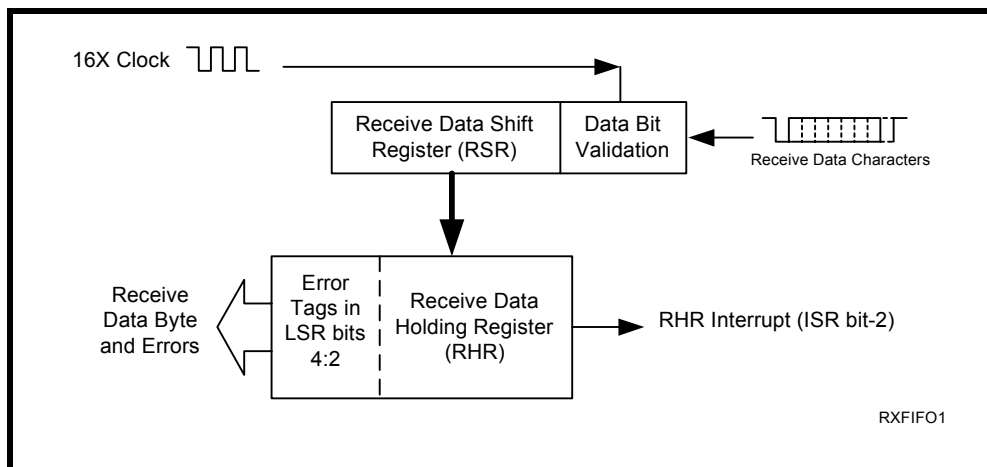 16X Clock
Receive Data Shift
Register (RSR)
Data Bit
Validation
Receive Data Characters
Receive
Data Byte
and Errors
Error
Tags in
LSR bits
4:2
Receive Data
Holding Register
(RHR)
RHR Interrupt (ISR bit-2)
RXFIFO1